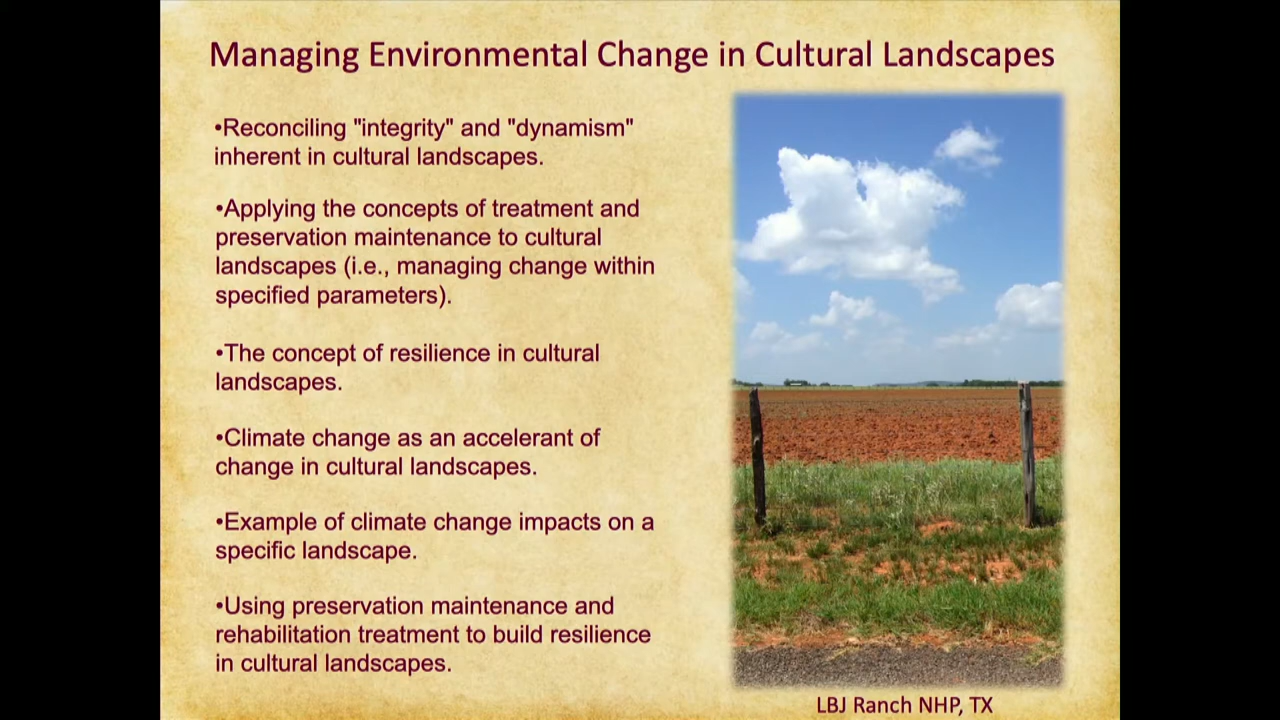 Managing Environmental Change in Cultural Landscapes
•Reconciling "integrity" and "dynamism"
inherent in cultural landscapes.
•Applying the concepts of treatment and
preservation maintenance to cultural
landscapes (i.e., managing change within
specified parameters).
•The concept of resilience in cultural
landscapes.
•Climate change as an accelerant of
change in cultural landscapes.
•Example of climate change impacts on a
specific landscape.
•Using preservation maintenance and
rehabilitation treatment to build resilience
in cultural landscapes.
LBJ Ranch NHP, TX